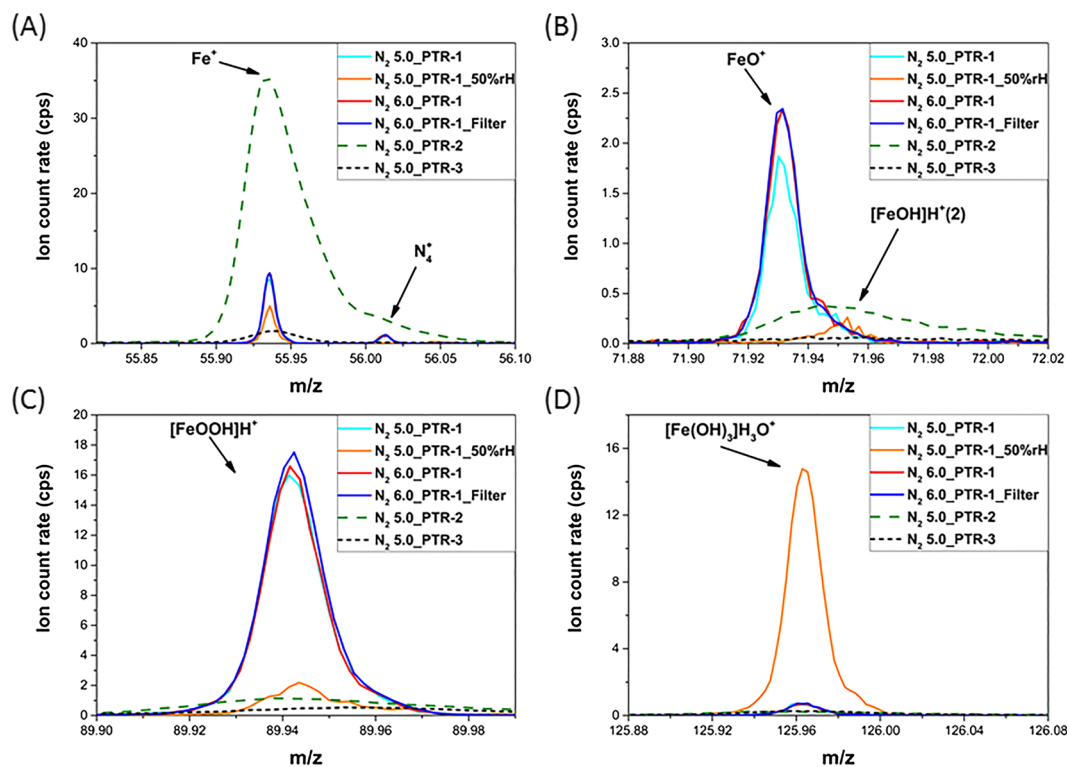 (A)
Ion count rate (cps)
40
30
20
10
0
Fe⁺
N₄⁺
N₂ 5.0_PTR-1
N₂ 5.0_PTR-1_50%rH
N₂ 6.0_PTR-1
N₂ 6.0_PTR-1_Filter
N₂ 5.0_PTR-2
N₂ 5.0_PTR-3
55.85 55.90 55.95 56.00 56.05 56.10
m/z
(B)
Ion count rate (cps)
3.0
2.5
2.0
1.5
1.0
0.5
0.0
FeO⁺
[FeOH]H⁺(2)
N₂ 5.0_PTR-1
N₂ 5.0_PTR-1_50%rH
N₂ 6.0_PTR-1
N₂ 6.0_PTR-1_Filter
N₂ 5.0_PTR-2
N₂ 5.0_PTR-3
71.88 71.90 71.92 71.94 71.96 71.98 72.00 72.02
m/z
(C)
Ion count rate (cps)
20
18
16
14
12
10
8
6
4
2
0
[FeOOH]H⁺
N₂ 5.0_PTR-1
N₂ 5.0_PTR-1_50%rH
N₂ 6.0_PTR-1
N₂ 6.0_PTR-1_Filter
N₂ 5.0_PTR-2
N₂ 5.0_PTR-3
89.90 89.92 89.94 89.96 89.98
m/z
(D)
Ion count rate (cps)
16
12
8
4
0
[Fe(OH)₃]H₃O⁺
N₂ 5.0_PTR-1
N₂ 5.0_PTR-1_50%rH
N₂ 6.0_PTR-1
N₂ 6.0_PTR-1_Filter
N₂ 5.0_PTR-2
N₂ 5.0_PTR-3
125.88 125.92 125.96 126.00 126.04 126.08
m/z